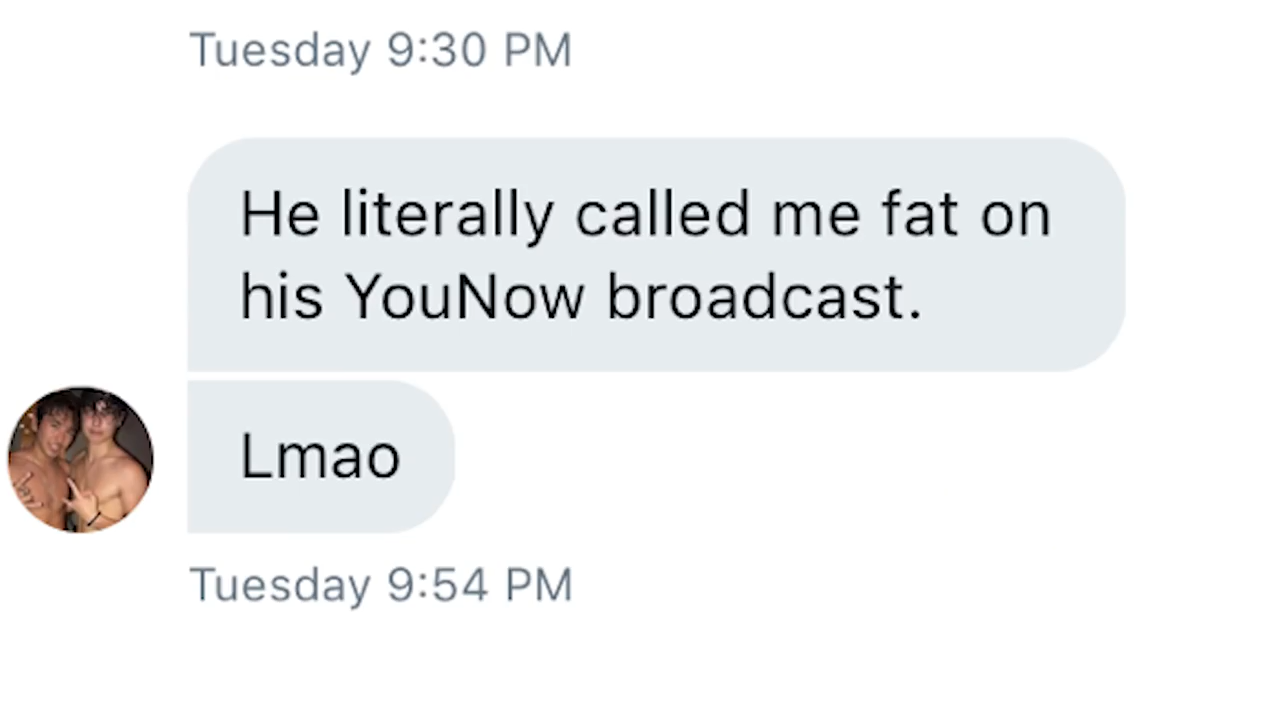 Tuesday 9:30 PM
He literally called me fat on
his YouNow broadcast.
Lmao
Tuesday 9:54 PM